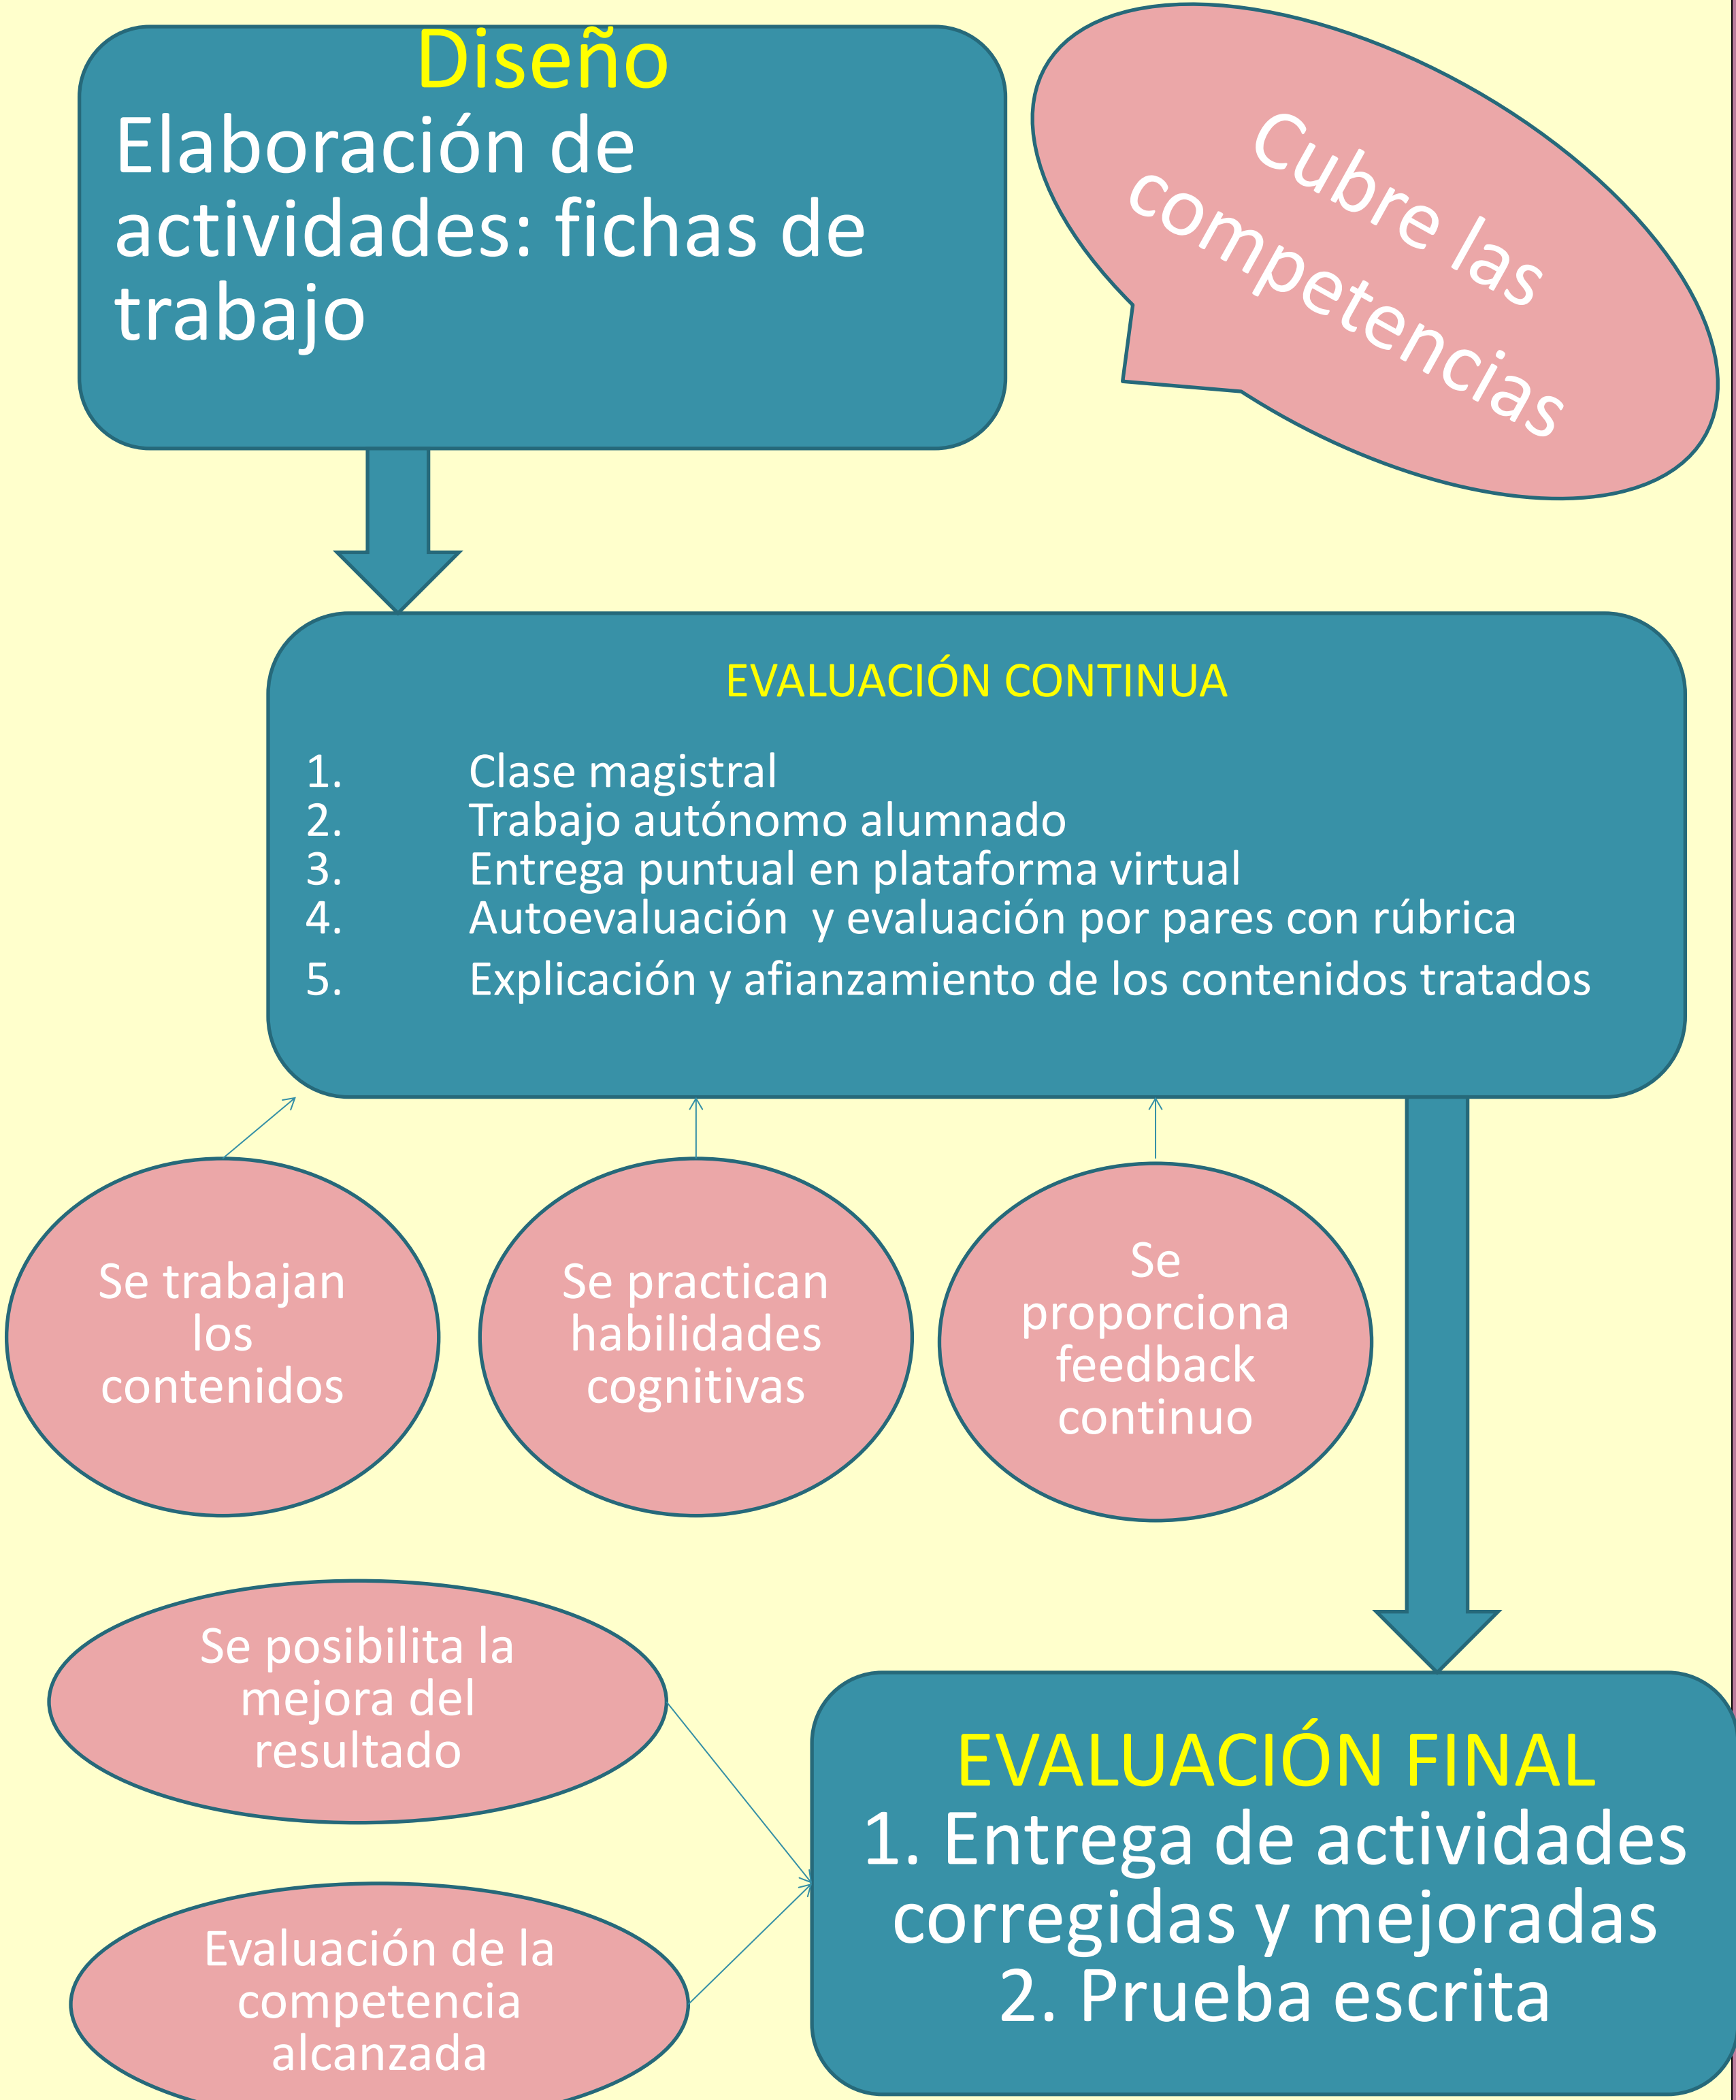 Diseño
Elaboración de
actividades: fichas de
trabajo
Cubre las
competencias
EVALUACIÓN CONTINUA
1. Clase magistral
2. Trabajo autónomo alumnado
3. Entrega puntual en plataforma virtual
4. Autoevaluación y evaluación por pares con rúbrica
5. Explicación y afianzamiento de los contenidos tratados
Se trabajan
los
contenidos
Se practican
habilidades
cognitivas
Se
proporciona
feedback
continuo
Se posibilita la
mejora del
resultado
Evaluación de la
competencia
alcanzada
EVALUACIÓN FINAL
1. Entrega de actividades
corregidas y mejoradas
2. Prueba escrita